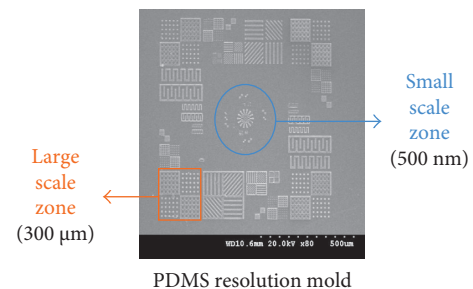 Small
scale
zone
(500 nm)
Large
scale
zone
(300 μm)
WD10.6mm 20.0kV x80 500um
PDMS resolution mold